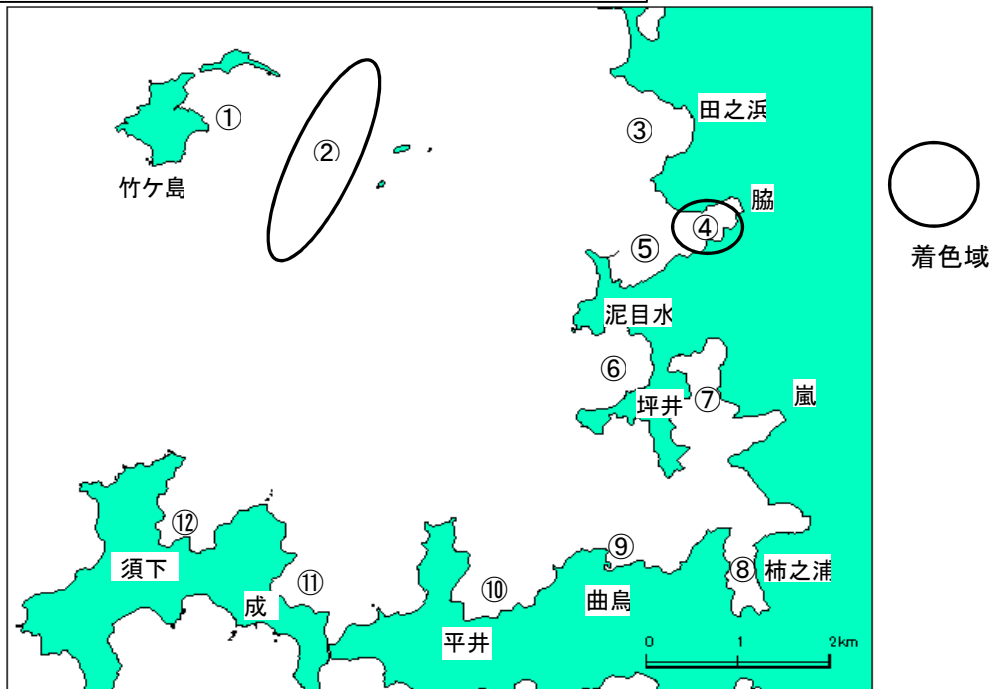 ①
田之浜
③
②
竹ケ島
脇
④
⑤
着色域
泥目水
⑥
嵐
坪井
⑦
⑫
⑨
須下
⑪
⑩
⑧
柿之浦
成
曲烏
平井
0 1 2km